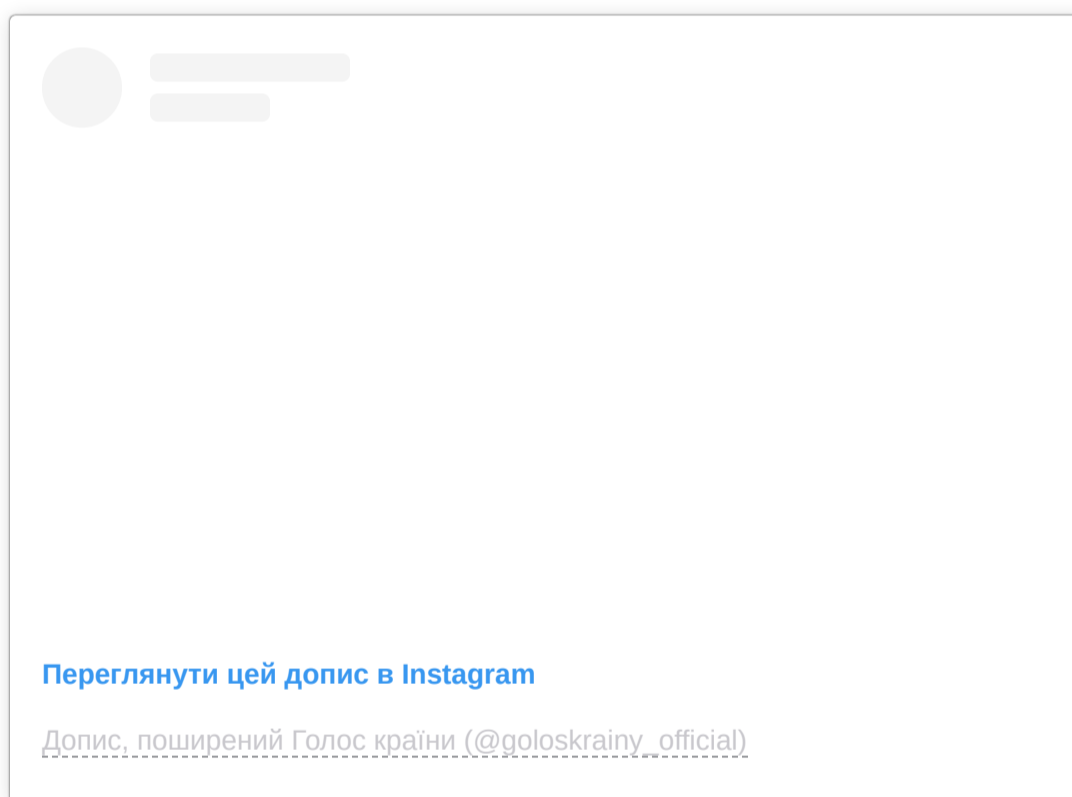 Переглянути цей допис в Instagram
Допис, поширений Голос країни (@goloskrainy_official)